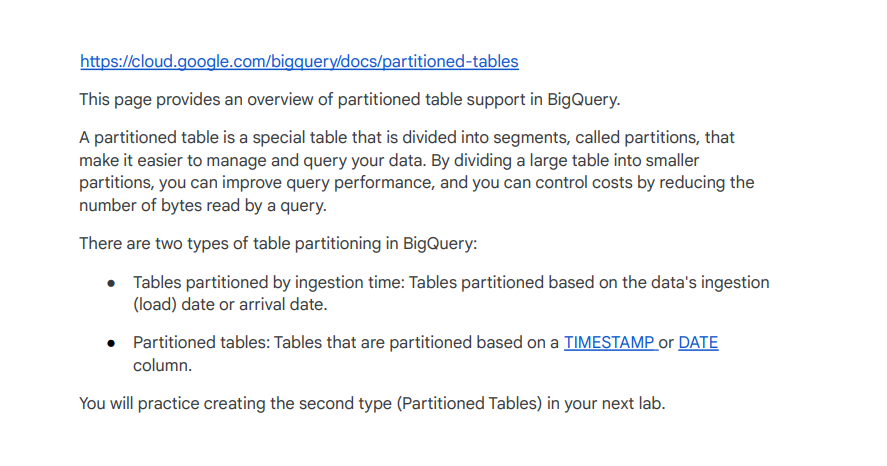 https://cloud.google.com/bigquery/docs/partitioned-tables
This page provides an overview of partitioned table support in BigQuery.
A partitioned table is a special table that is divided into segments, called partitions, that
make it easier to manage and query your data. By dividing a large table into smaller
partitions, you can improve query performance, and you can control costs by reducing the
number of bytes read by a query.
There are two types of table partitioning in BigQuery:
● Tables partitioned by ingestion time: Tables partitioned based on the data's ingestion
(load) date or arrival date.
● Partitioned tables: Tables that are partitioned based on a TIMESTAMP or DATE
column.
You will practice creating the second type (Partitioned Tables) in your next lab.